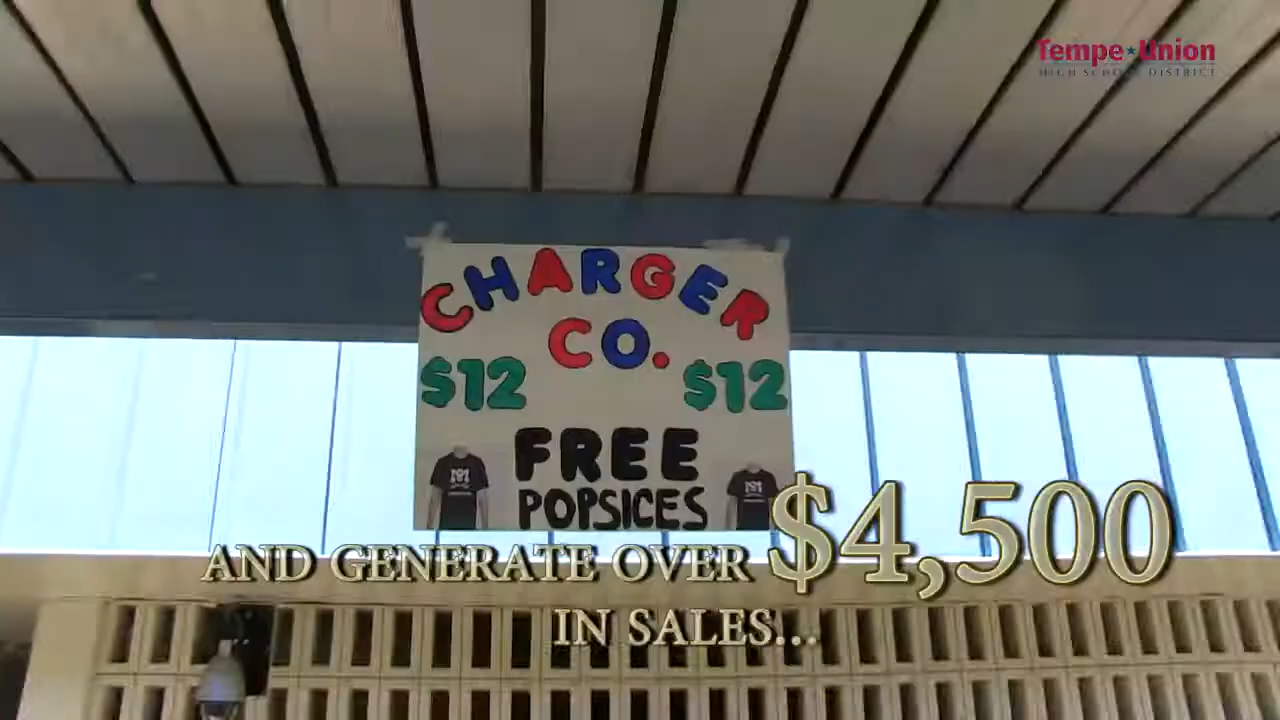 Tempe★Union
HIGH SCHOOL DISTRICT
CHARGER
CO.
$12 $12
FREE
POPSICES
AND GENERATE OVER $4,500
IN SALES...